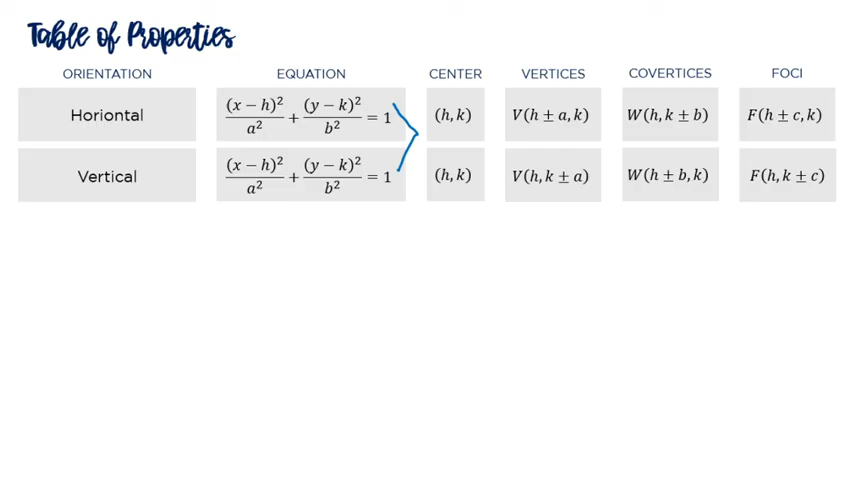 Table of Properties
ORIENTATION EQUATION CENTER VERTICES COVERTICES FOCI
Horiontal (x − h)²/a² + (y − k)²/b² = 1 (h, k) V(h ± a, k) W(h, k ± b) F(h ± c, k)
Vertical (x − h)²/a² + (y − k)²/b² = 1 (h, k) V(h, k ± a) W(h ± b, k) F(h, k ± c)